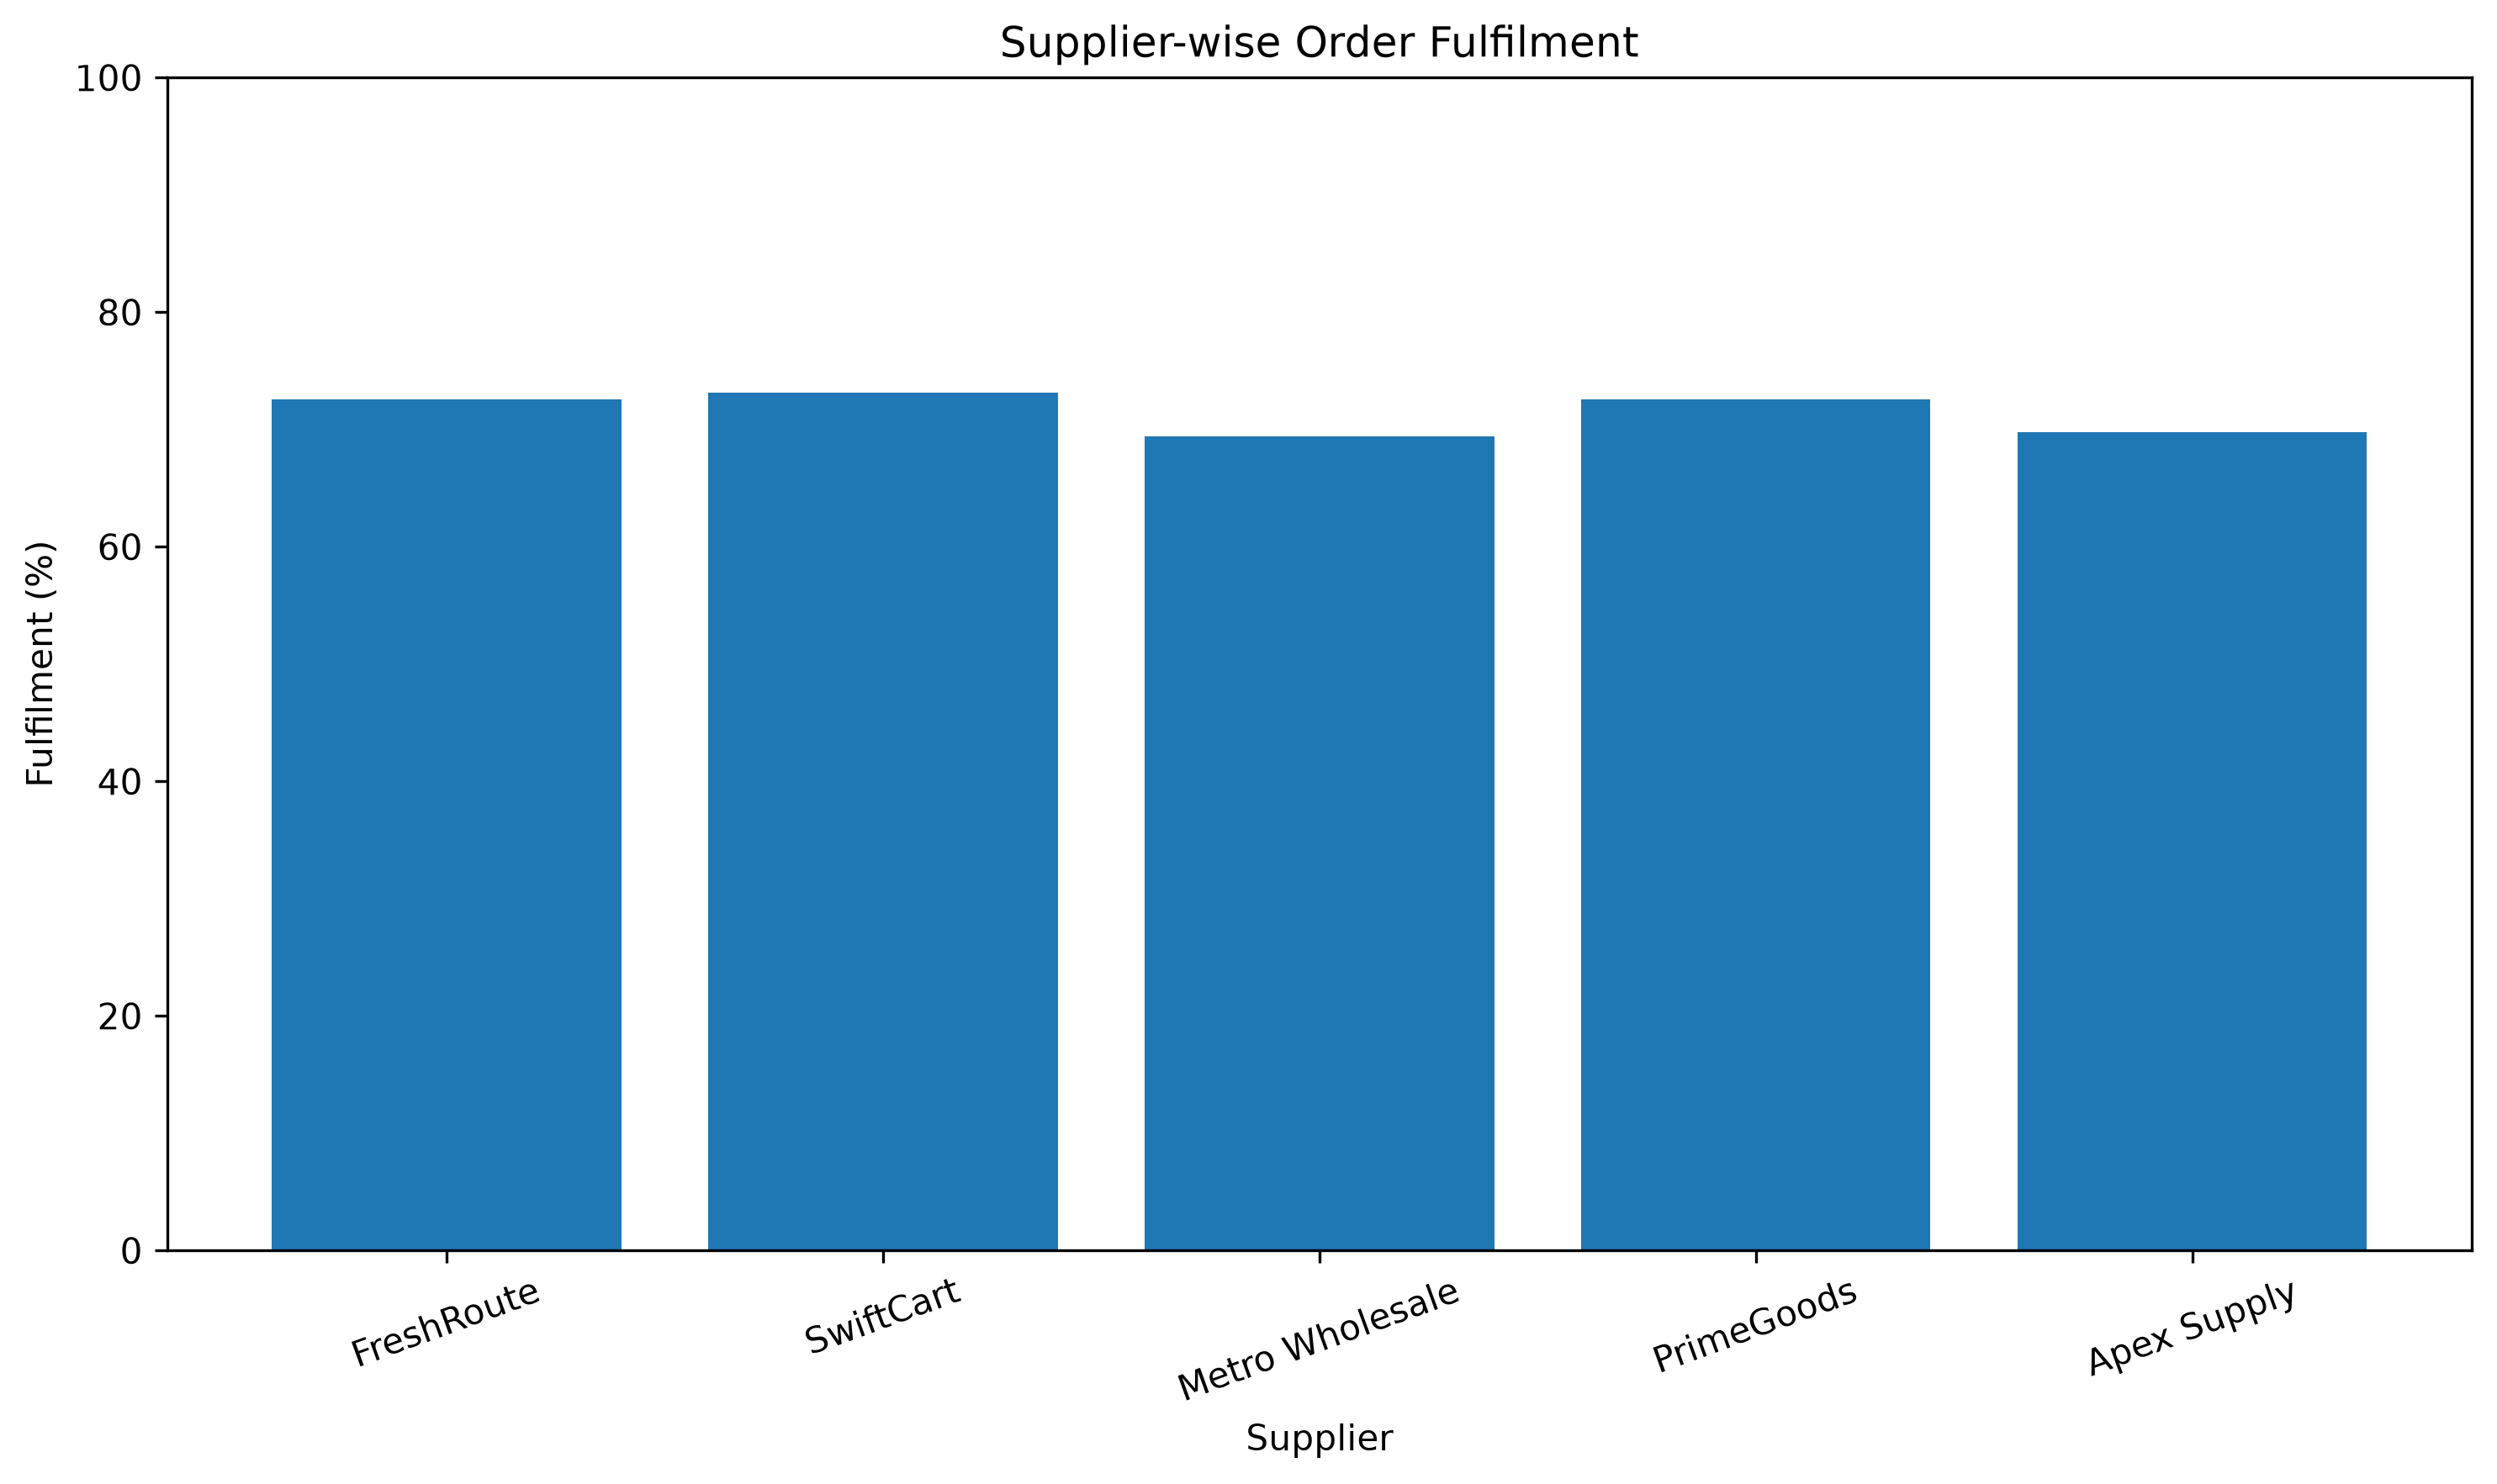 Supplier-wise Order Fulfilment
100
80
60
40
20
0
Fulfilment (%)
FreshRoute
SwiftCart
Metro Wholesale
PrimeGoods
Apex Supply
Supplier